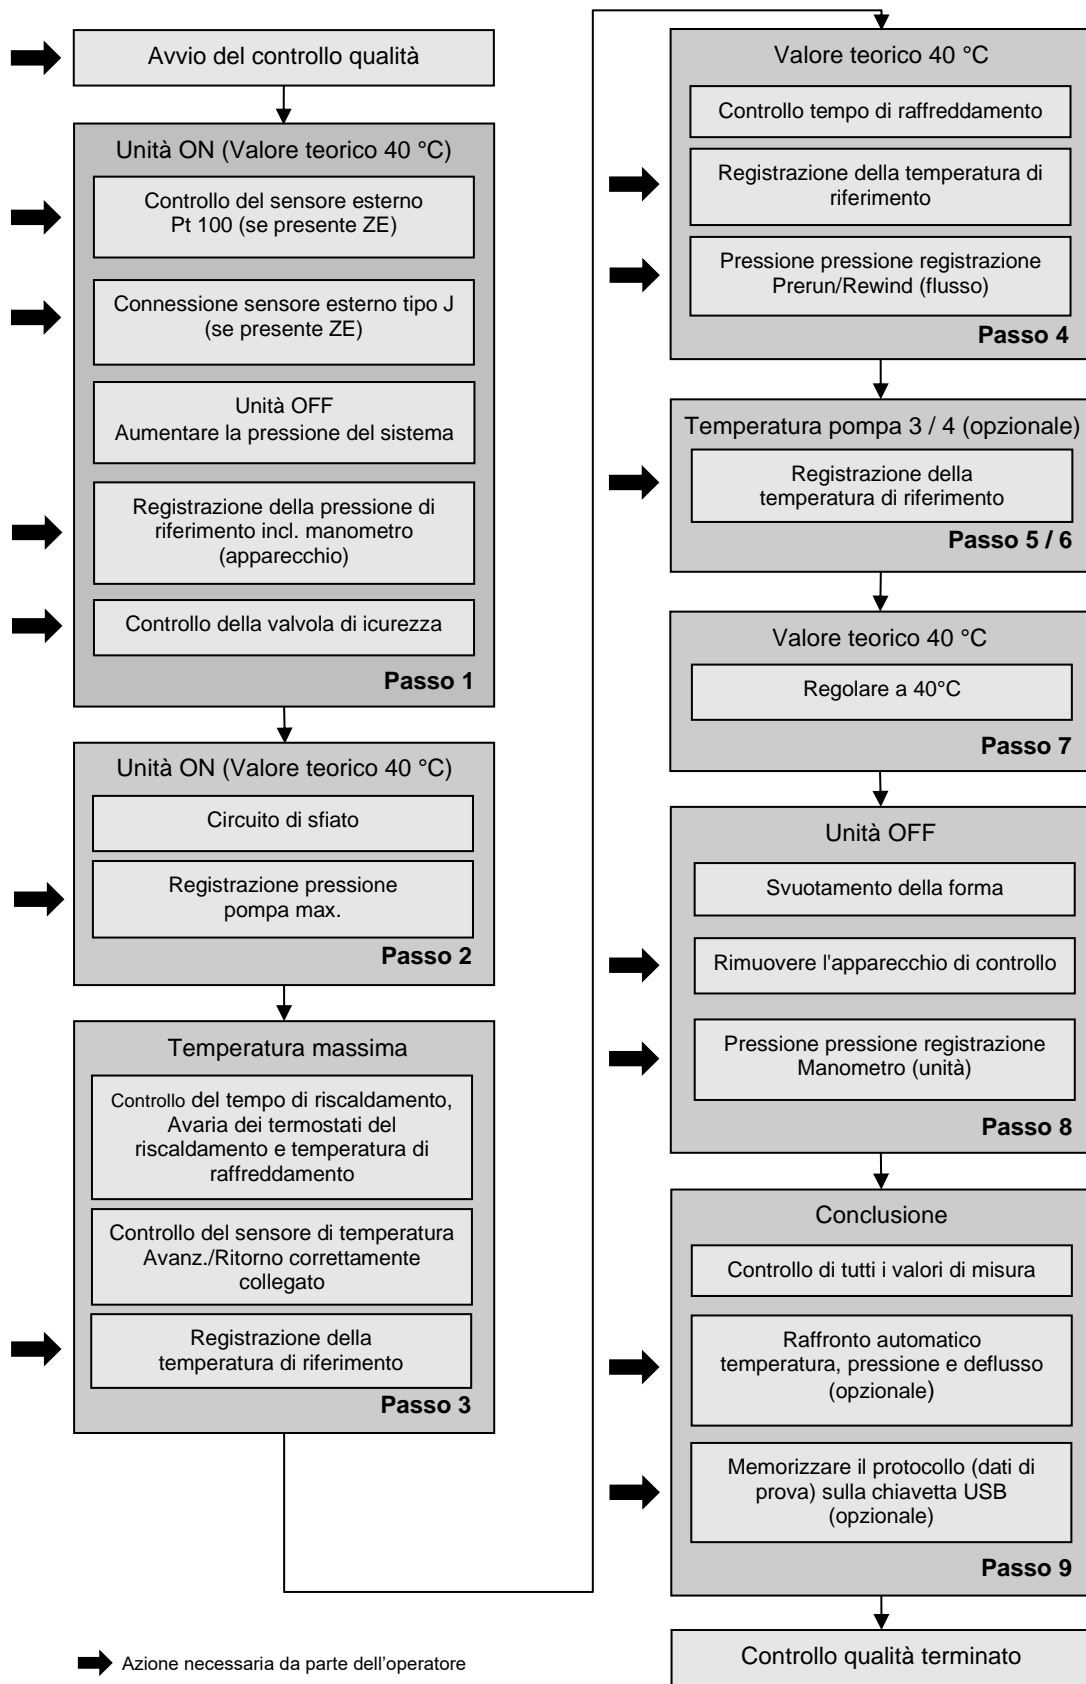 Avvio del controllo qualità
Unità ON (Valore teorico 40 °C)
Controllo del sensore esterno
Pt 100 (se presente ZE)
Connessione sensore esterno tipo J
(se presente ZE)
Unità OFF
Aumentare la pressione del sistema
Registrazione della pressione di
riferimento incl. manometro
(apparecchio)
Controllo della valvola di icurezza
Passo 1
Unità ON (Valore teorico 40 °C)
Circuito di sfiato
Registrazione pressione
pompa max.
Passo 2
Temperatura massima
Controllo del tempo di riscaldamento,
Avaria dei termostati del
riscaldamento e temperatura di
raffreddamento
Controllo del sensore di temperatura
Avanz./Ritorno correttamente
collegato
Registrazione della
temperatura di riferimento
Passo 3
Valore teorico 40 °C
Controllo tempo di raffreddamento
Registrazione della temperatura di
riferimento
Pressione pressione registrazione
Prerun/Rewind (flusso)
Passo 4
Temperatura pompa 3 / 4 (opzionale)
Registrazione della
temperatura di riferimento
Passo 5 / 6
Valore teorico 40 °C
Regolare a 40°C
Passo 7
Unità OFF
Svuotamento della forma
Rimuovere l'apparecchio di controllo
Pressione pressione registrazione
Manometro (unità)
Passo 8
Conclusione
Controllo di tutti i valori di misura
Raffronto automatico
temperatura, pressione e deflusso
(opzionale)
Memorizzare il protocollo (dati di
prova) sulla chiavetta USB
(opzionale)
Passo 9
Controllo qualità terminato
Azione necessaria da parte dell'operatore